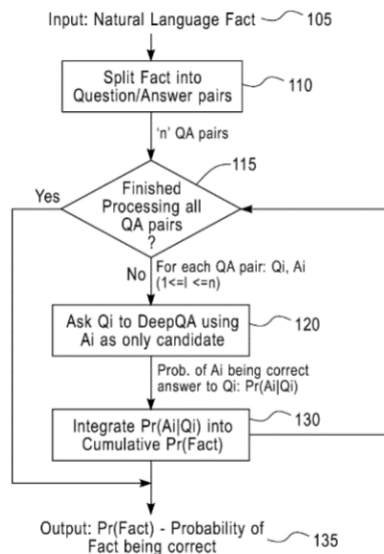 Input: Natural Language Fact 105
Split Fact into
Question/Answer pairs
110
'n' QA pairs
115
Yes
Finished
Processing all
QA pairs
?
No
For each QA pair: Qi, Ai
(1<=I <=n)
Ask Qi to DeepQA using
Ai as only candidate
120
Prob. of Ai being correct
answer to Qi: Pr(Ai|Qi)
130
Integrate Pr(Ai|Qi) into
Cumulative Pr(Fact)
Output: Pr(Fact) - Probability of
Fact being correct
135